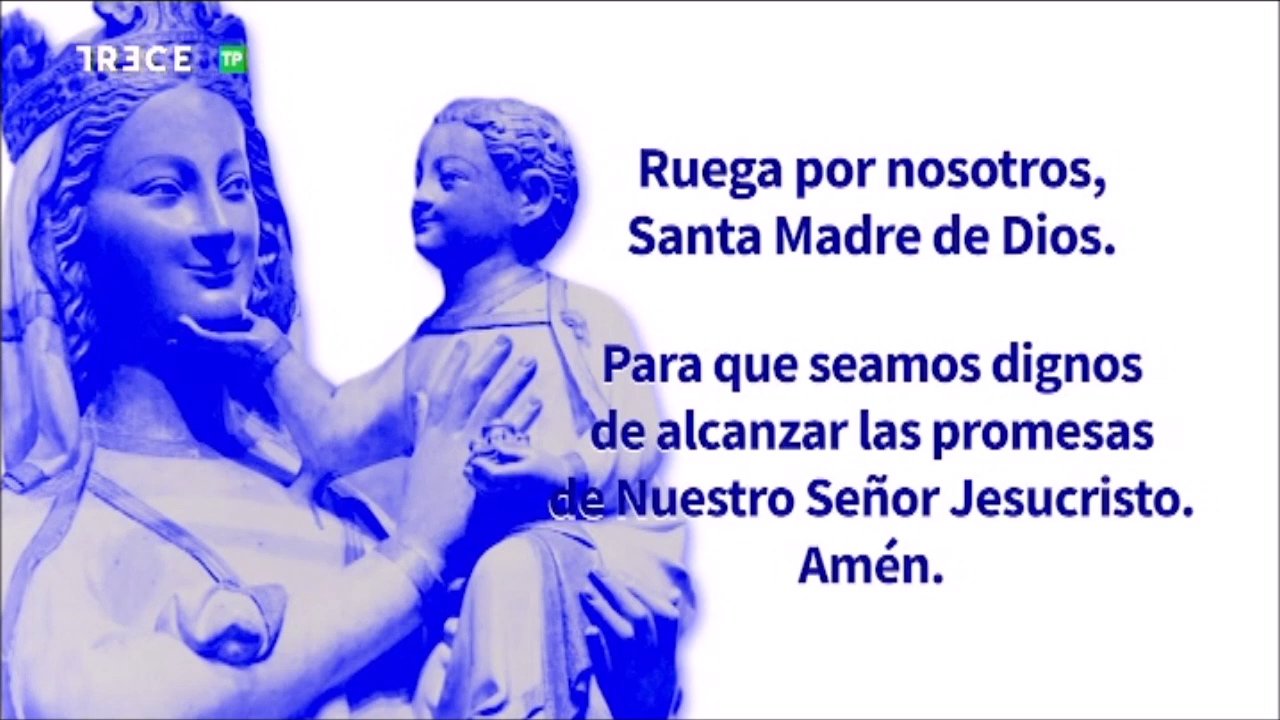 TRECE TP
Ruega por nosotros,
Santa Madre de Dios.
Para que seamos dignos
de alcanzar las promesas
de Nuestro Señor Jesucristo.
Amén.